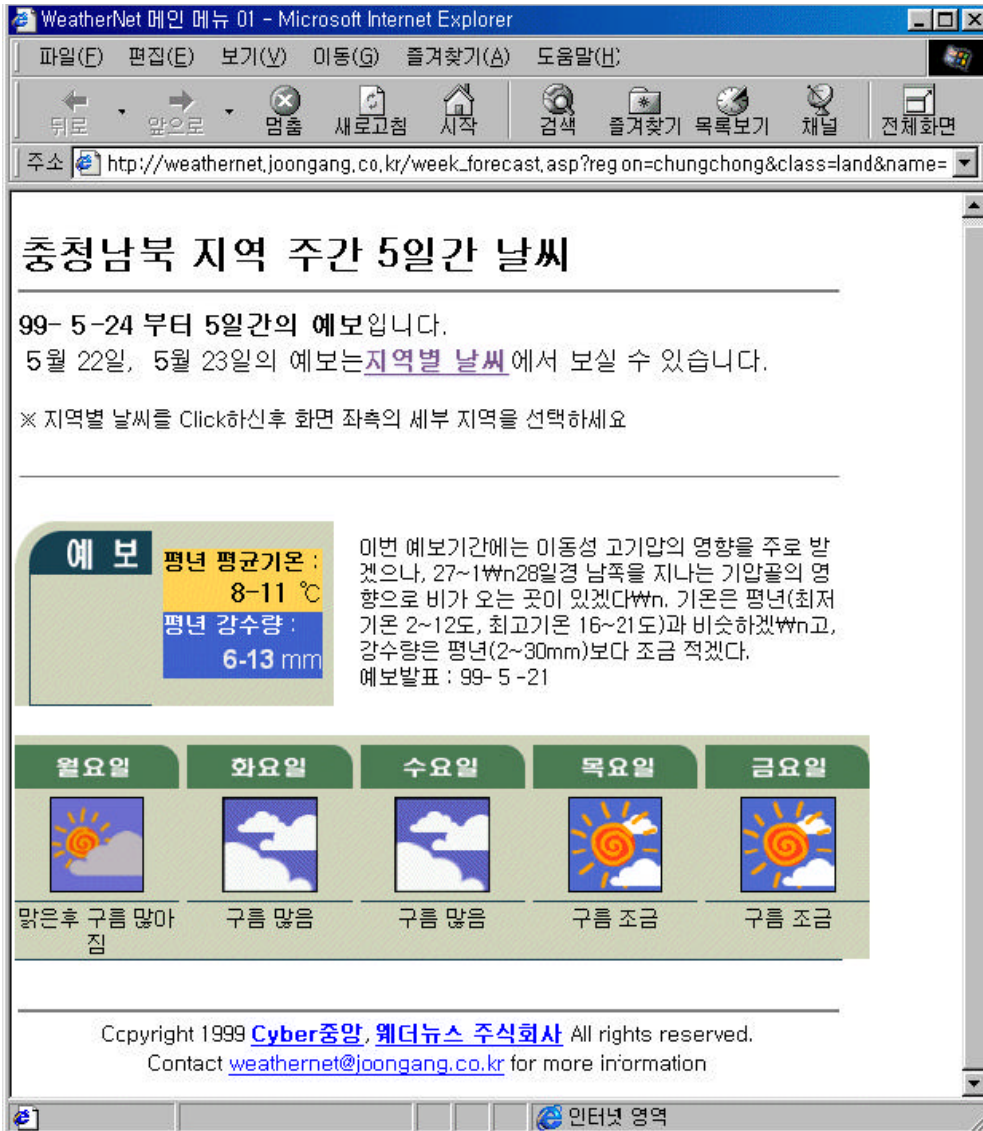 WeatherNet 메인 메뉴 01 - Microsoft Internet Explorer
파일(F) 편집(E) 보기(V) 이동(G) 즐겨찾기(A) 도움말(H)
뒤로 앞으로 멈춤 새로고침 시작 검색 즐겨찾기 목록보기 채널 전체화면
주소 http://weathernet.joongang.co.kr/week_forecast.asp?reg on=chungchong&class=land&name=
충청남북 지역 주간 5일간 날씨
99- 5 -24 부터 5일간의 예보입니다.
5월 22일, 5월 23일의 예보는지역별 날씨에서 보실 수 있습니다.
※ 지역별 날씨를 Click하신후 화면 좌측의 세부 지역을 선택하세요
예 보
평년 평균기온 :
8-11 ℃
평년 강수량 :
6-13 mm
이번 예보기간에는 이동성 고기압의 영향을 주로 받
겠으나, 27~1₩n28일경 남쪽을 지나는 기압골의 영
향으로 비가 오는 곳이 있겠다₩n. 기온은 평년(최저
기온 2~12도, 최고기온 16~21도)과 비슷하겠₩n고,
강수량은 평년(2~30mm)보다 조금 적겠다.
예보발표 : 99- 5 -21
월요일 화요일 수요일 목요일 금요일
맑은후 구름 많아
짐
구름 많음 구름 많음 구름 조금 구름 조금
Copyright 1999 Cyber중앙, 웨더뉴스 주식회사 All rights reserved.
Contact weathernet@joongang.co.kr for more information
인터넷 영역